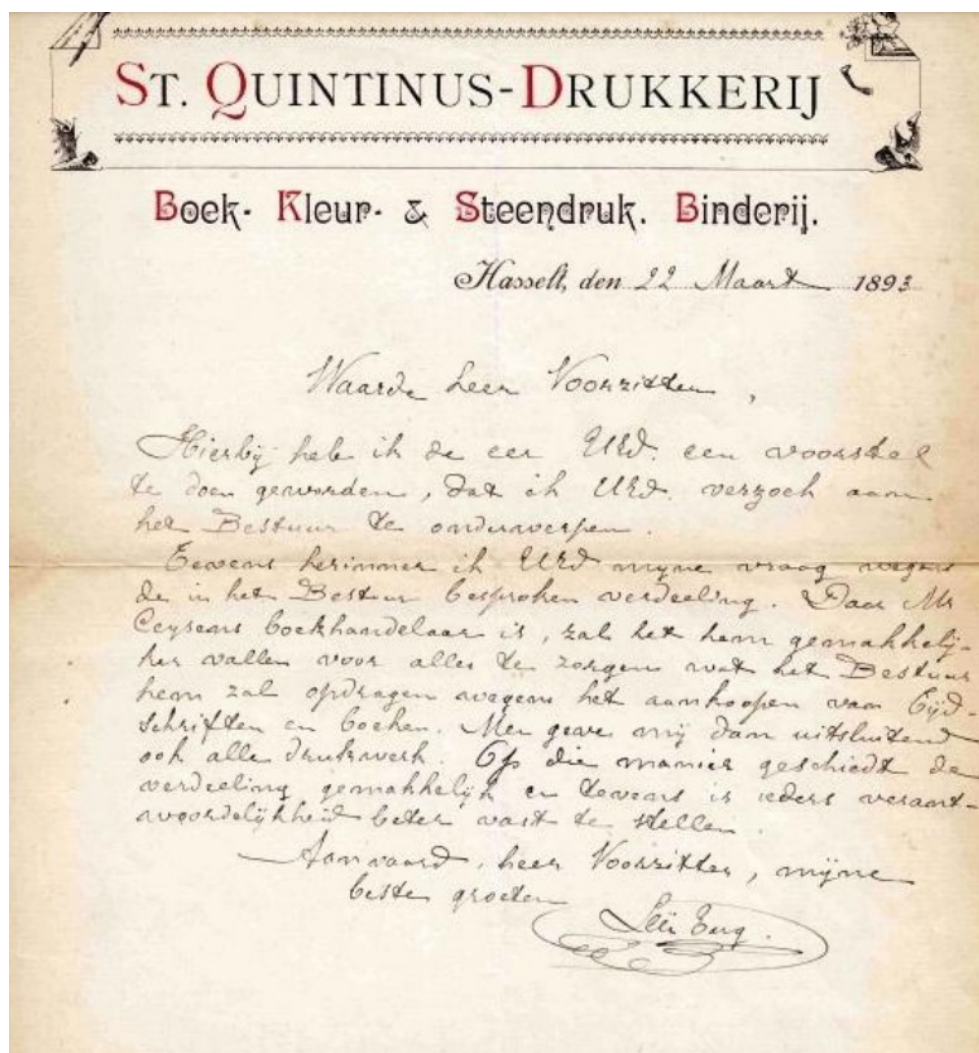 ST. QUINTINUS-DRUKKERIJ
Boek- Kleur- & Steendruk. Binderij.
Hasselt, den 22 Maart 1893
Waarde heer Voorzitter,
Hierbij heb ik de eer UEd. een voorstel
te doen geworden, dat ik UEd. verzoek aan
het Bestuur te onderwerpen.
Tevens herinner ik UEd mijne vraag wegens
de in het Bestuur besproken verdeeling. Daar Mr
Ceysens boekhandelaar is, zal het hem gemakkelij-
ker vallen voor alles te zorgen wat het Bestuur
hem zal opdragen wegens het aankoopen van tijd-
schriften en boeken. Men geve mij dan uitsluitend
ook alle drukwerk. Op die manier geschiedt de
verdeeling gemakkelijk en tevens is ieders verant-
woordelijkheid beter vast te stellen.
Aanvaard, heer Voorzitter, mijne
beste groeten